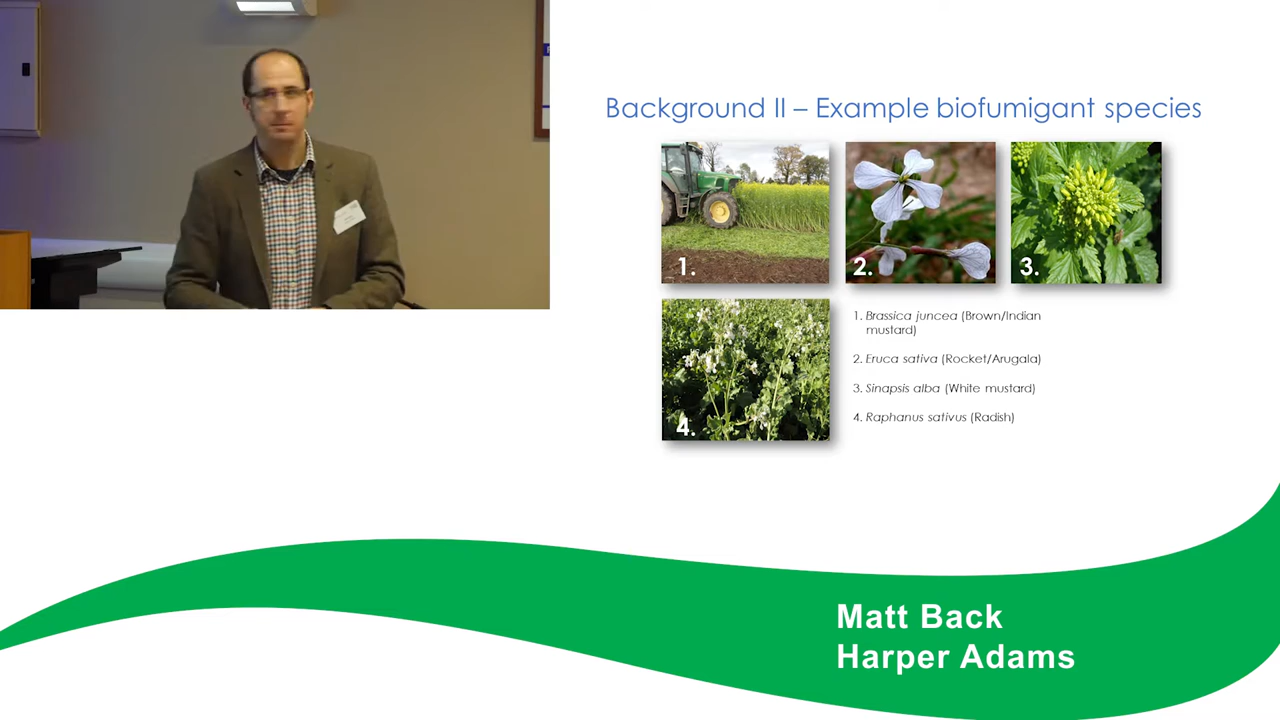 Background II – Example biofumigant species
1.
2.
3.
4.
1. Brassica juncea (Brown/Indian
mustard)
2. Eruca sativa (Rocket/Arugala)
3. Sinapsis alba (White mustard)
4. Raphanus sativus (Radish)
Matt Back
Harper Adams